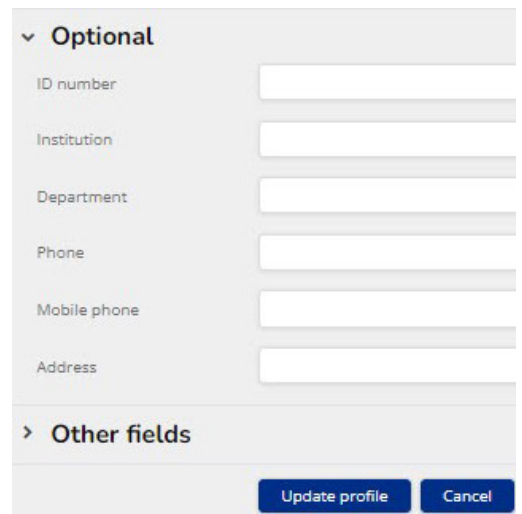 Optional
ID number
Institution
Department
Phone
Mobile phone
Address
Other fields
Update profile Cancel